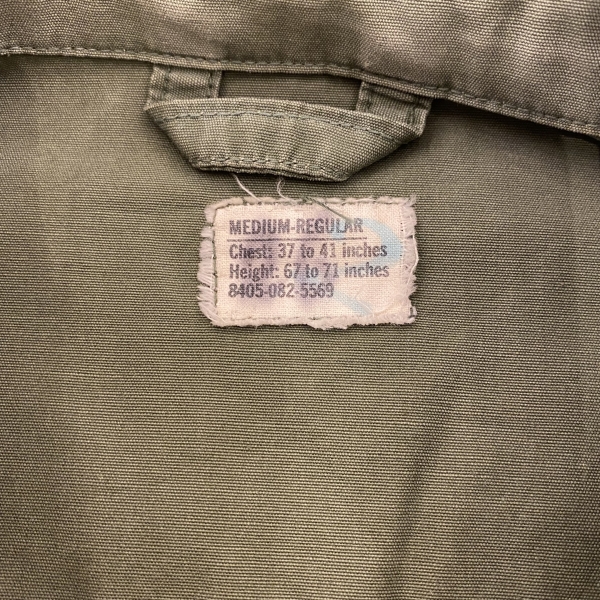 MEDIUM-REGULAR
Chest: 37 to 41 inches
Height: 67 to 71 inches
8405-082-5569